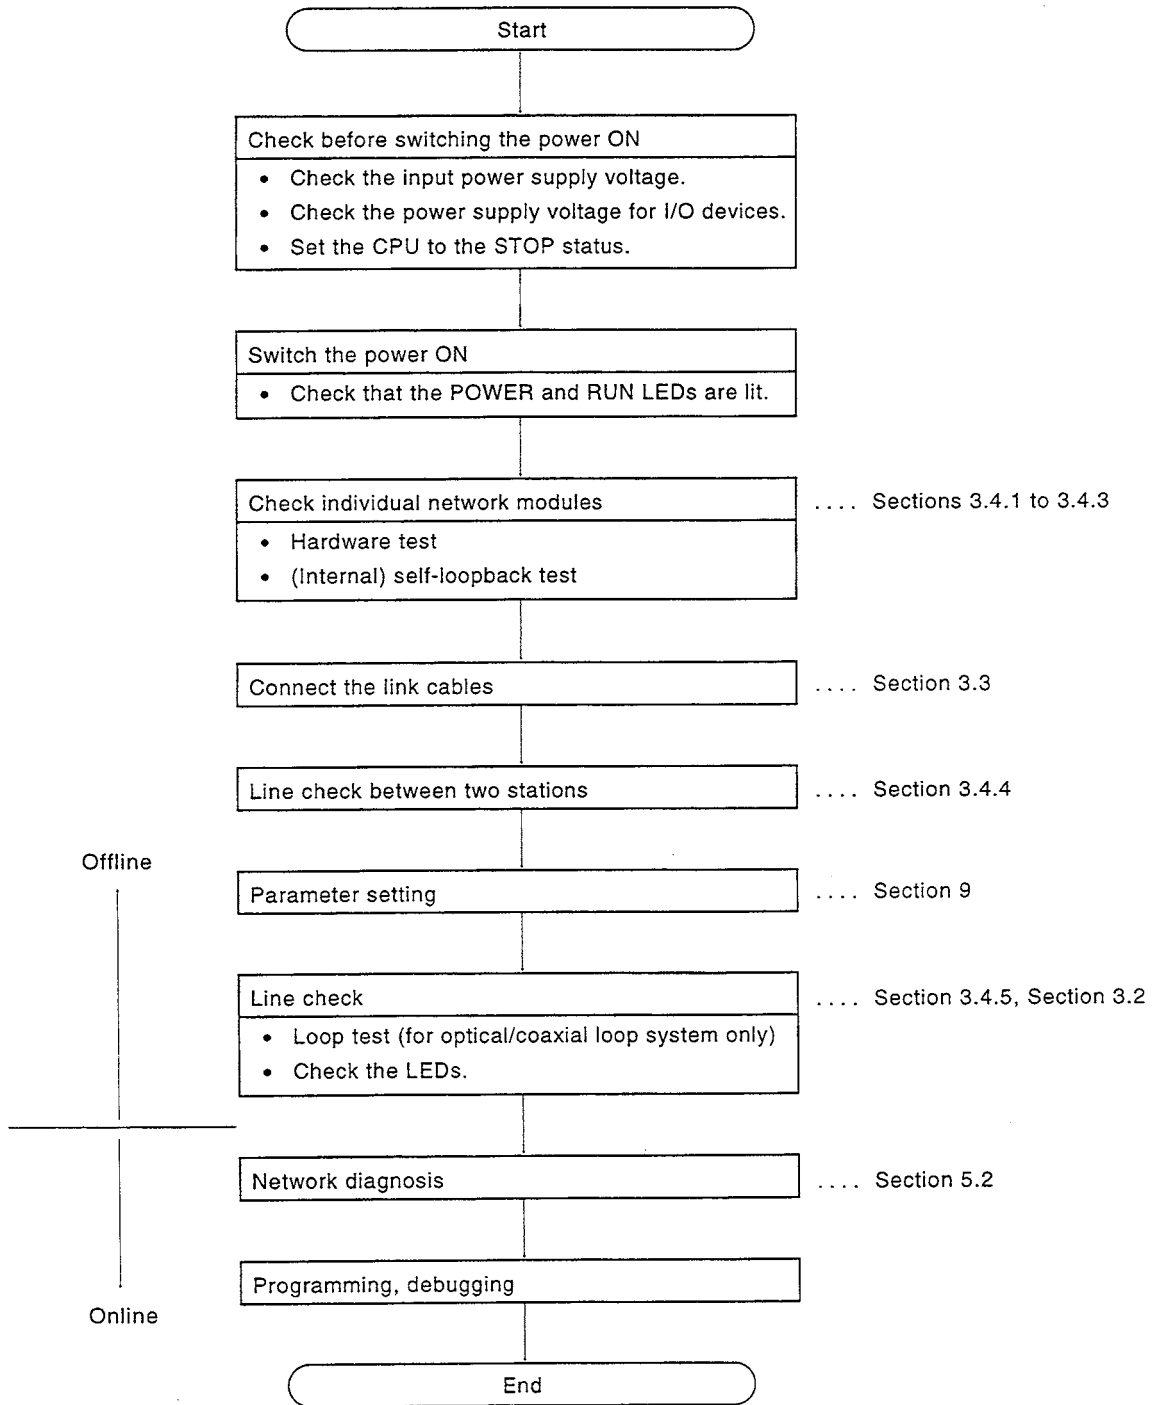 Start
Check before switching the power ON
• Check the input power supply voltage.
• Check the power supply voltage for I/O devices.
• Set the CPU to the STOP status.
Switch the power ON
• Check that the POWER and RUN LEDs are lit.
Check individual network modules .... Sections 3.4.1 to 3.4.3
• Hardware test
• (Internal) self-loopback test
Connect the link cables .... Section 3.3
Line check between two stations .... Section 3.4.4
Offline
Parameter setting .... Section 9
Line check .... Section 3.4.5, Section 3.2
• Loop test (for optical/coaxial loop system only)
• Check the LEDs.
Network diagnosis .... Section 5.2
Programming, debugging
Online
End